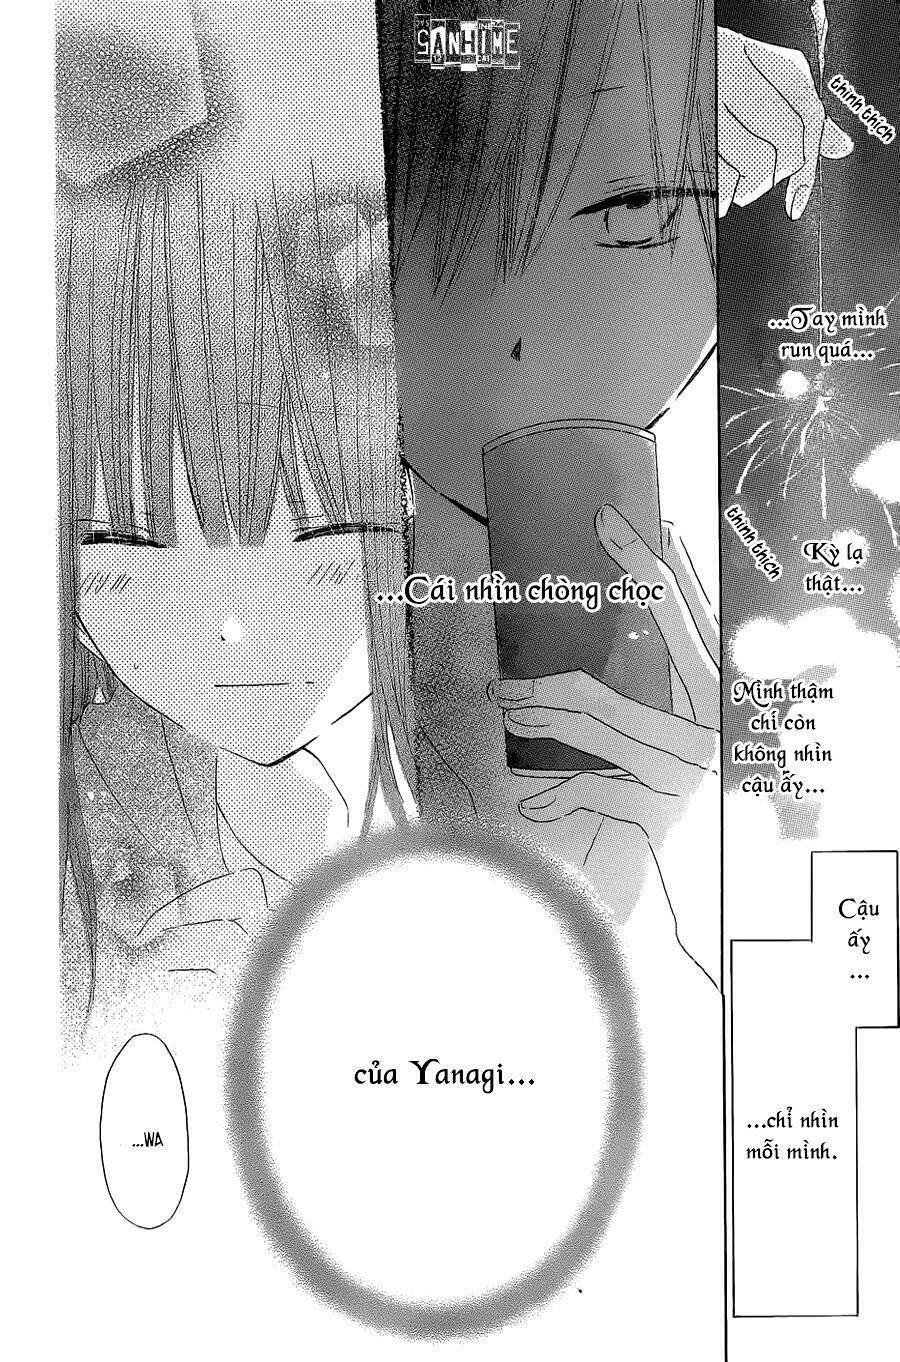 SANHIME
thình thịch
...Tay mình
run quá...
thình thịch
Kỳ lạ
thật...
Mình thậm
chí còn
không nhìn
cậu ấy...
Cậu
ấy
...
...chỉ nhìn
mỗi mình.
...Cái nhìn chòng chọc
của Yanagi...
...WA